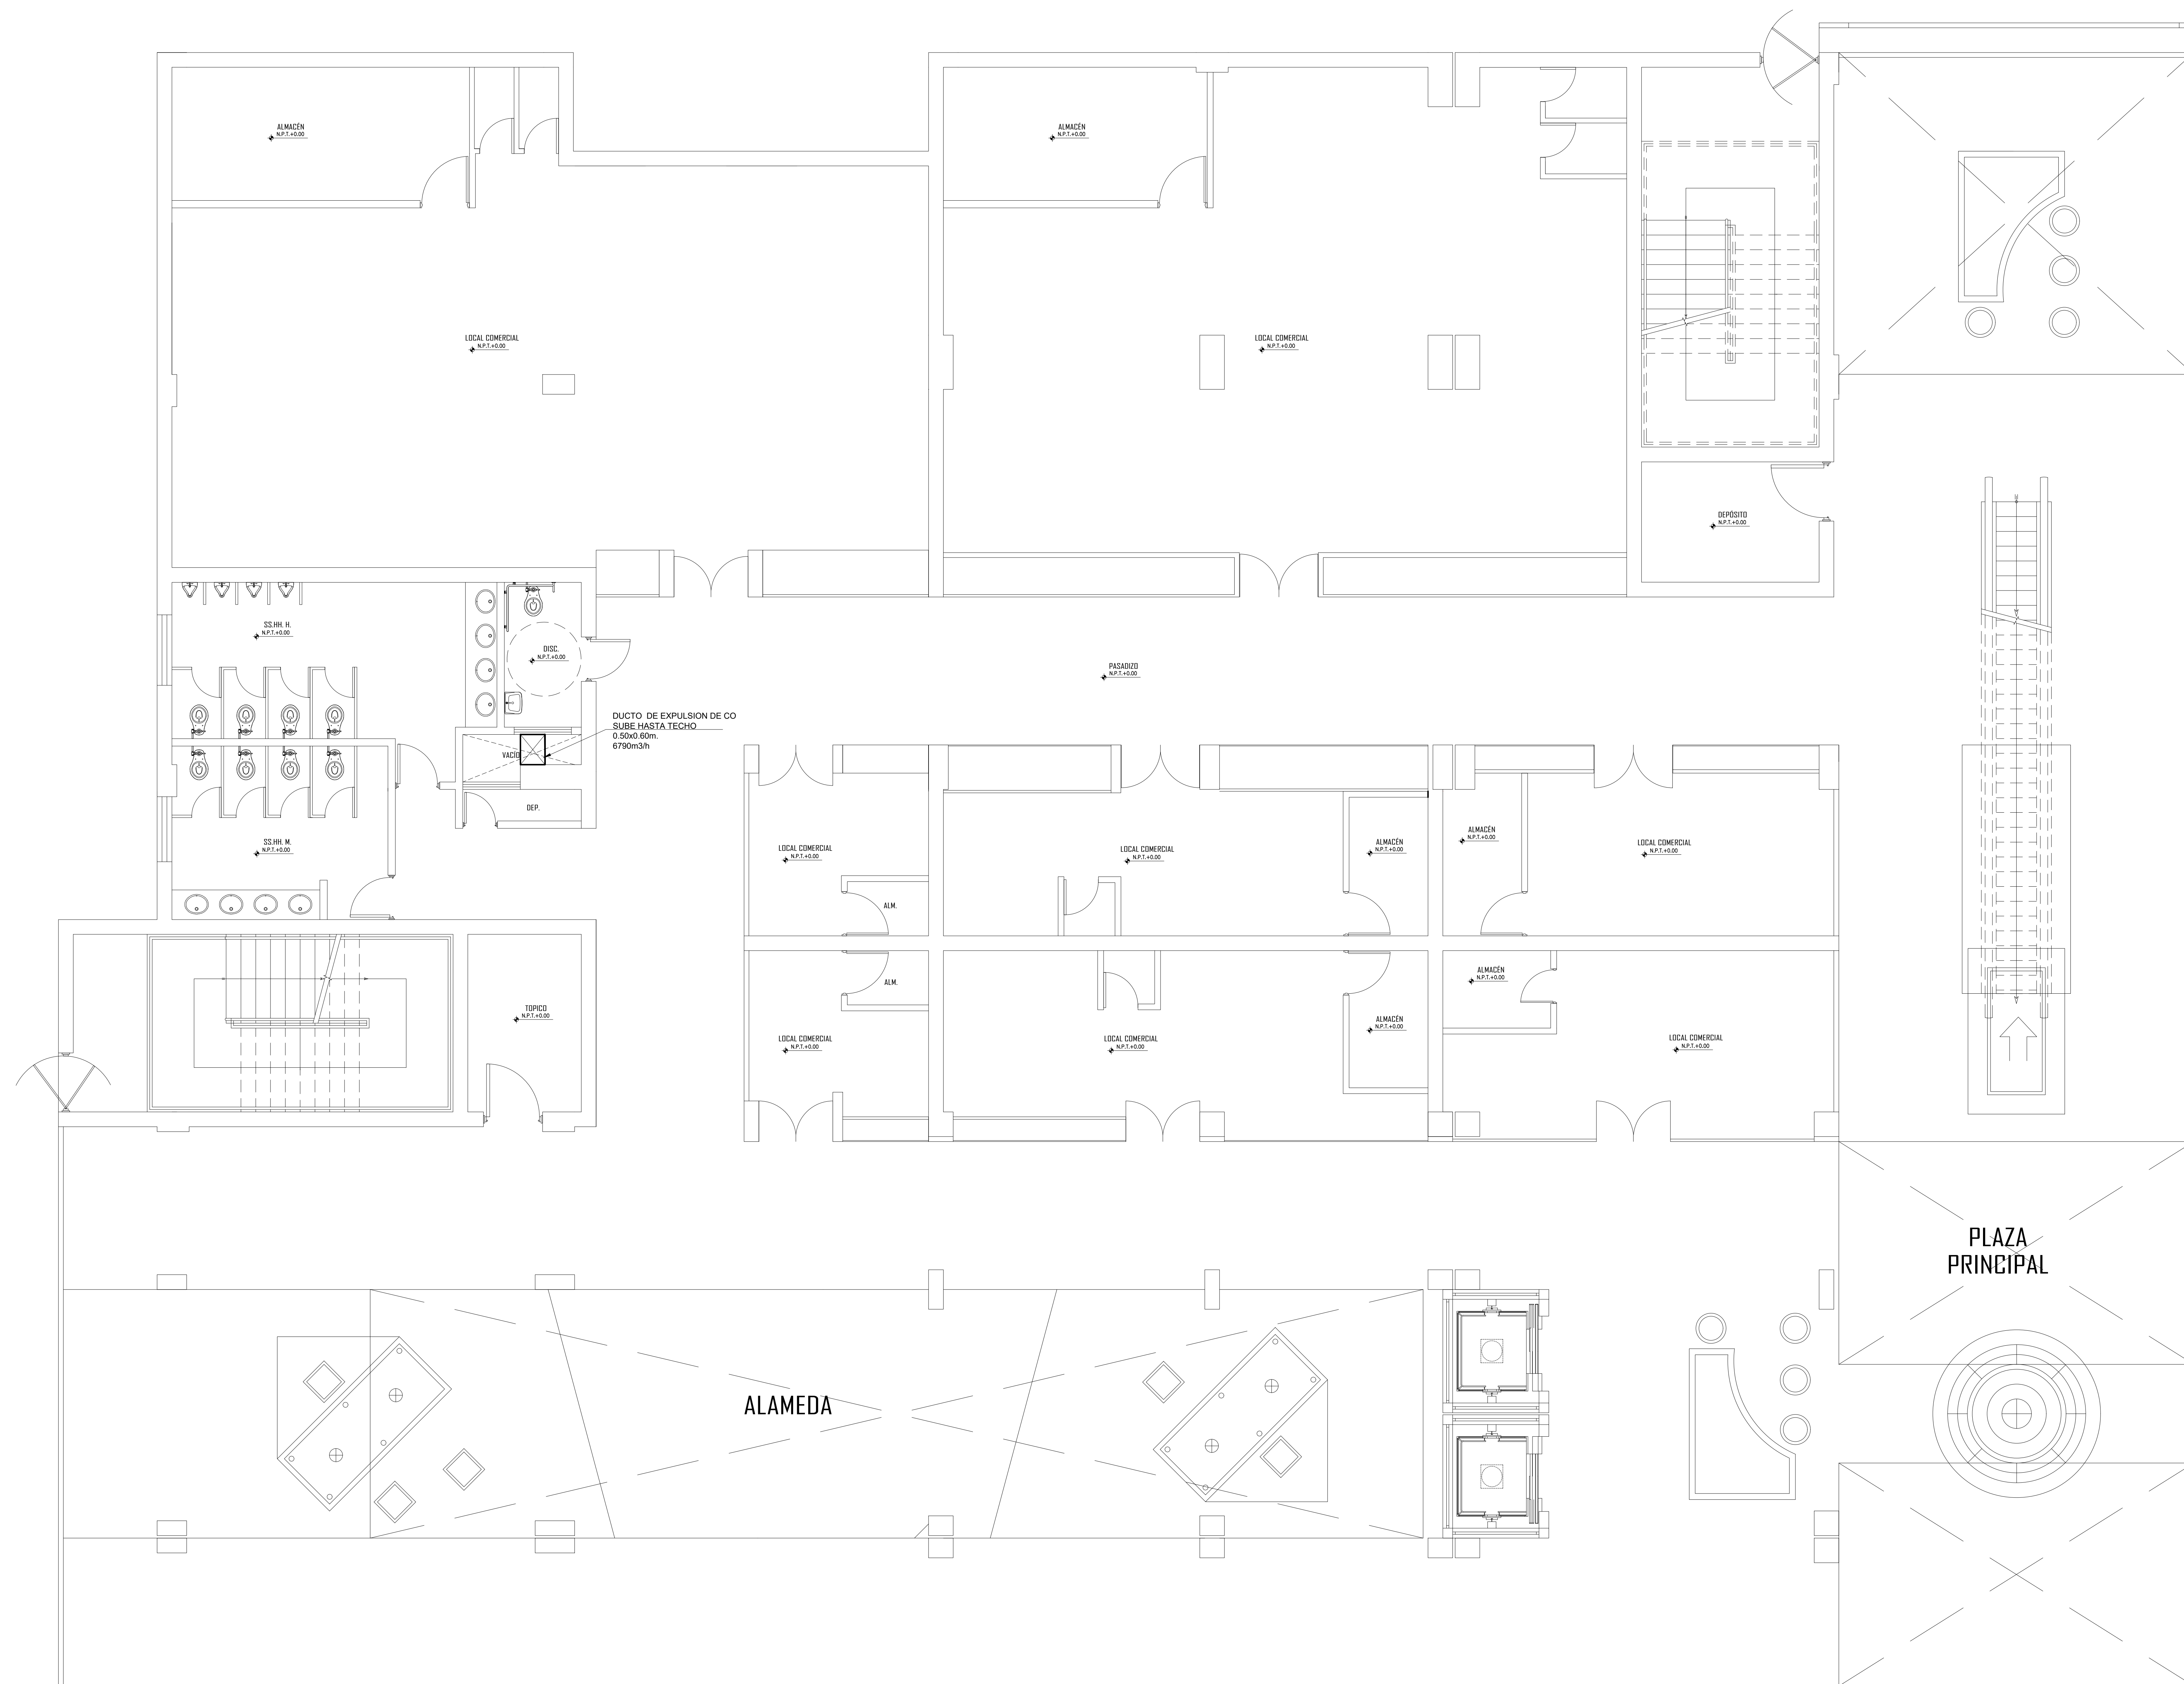 ALMACÉN
N.P.T.+0.00
ALMACÉN
N.P.T.+0.00
LOCAL COMERCIAL
N.P.T.+0.00
LOCAL COMERCIAL
N.P.T.+0.00
DEPÓSITO
N.P.T.+0.00
SS.HH. H.
N.P.T.+0.00
DISC.
N.P.T.+0.00
PASADIZO
N.P.T.+0.00
DUCTO DE EXPULSION DE CO
SUBE HASTA TECHO
0.50x0.60m.
6790m3/h
VACÍO
DEP.
SS.HH. M.
N.P.T.+0.00
LOCAL COMERCIAL
N.P.T.+0.00
LOCAL COMERCIAL
N.P.T.+0.00
ALMACÉN
N.P.T.+0.00
ALMACÉN
N.P.T.+0.00
LOCAL COMERCIAL
N.P.T.+0.00
ALM.
ALM.
ALMACÉN
N.P.T.+0.00
TOPICO
N.P.T.+0.00
LOCAL COMERCIAL
N.P.T.+0.00
LOCAL COMERCIAL
N.P.T.+0.00
ALMACÉN
N.P.T.+0.00
LOCAL COMERCIAL
N.P.T.+0.00
PLAZA
PRINCIPAL
ALAMEDA